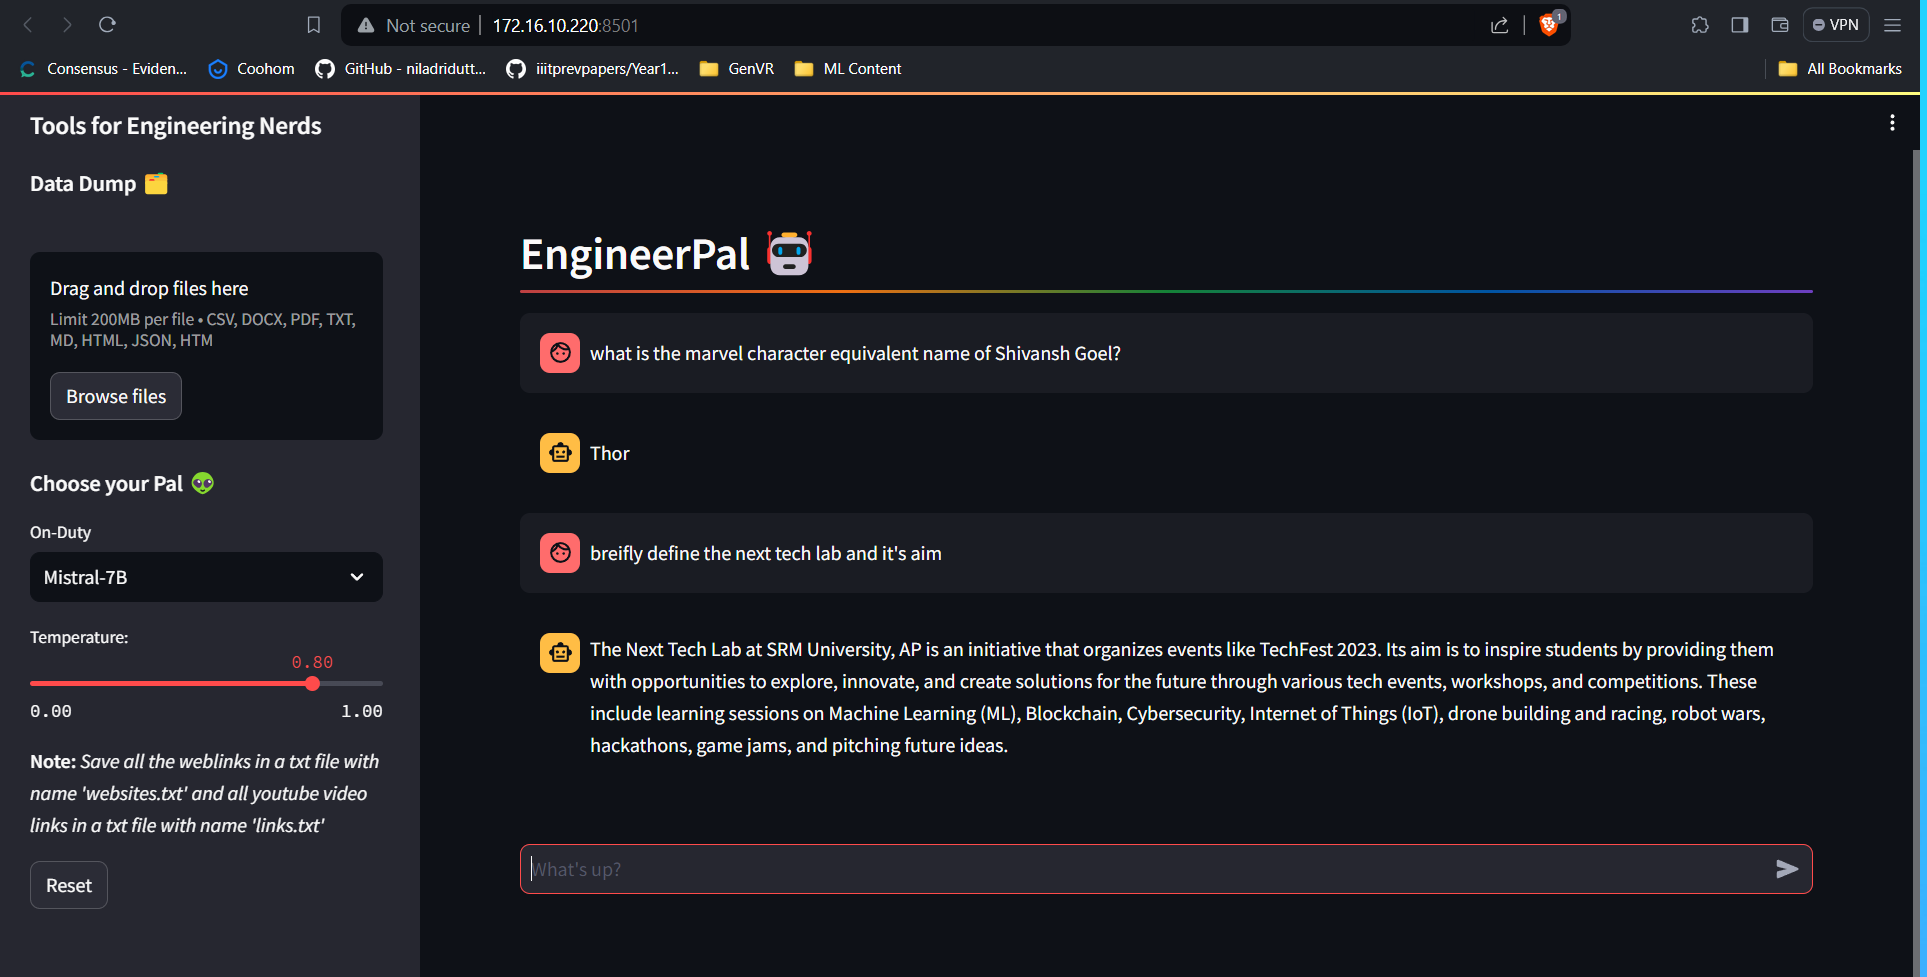 Not secure
172.16.10.220:8501
1
VPN
Consensus - Eviden...
Coohom
GitHub - niladridutt...
iiitprevpapers/Year1...
GenVR
ML Content
All Bookmarks
Tools for Engineering Nerds
Data Dump
Drag and drop files here
Limit 200MB per file • CSV, DOCX, PDF, TXT,
MD, HTML, JSON, HTM
Browse files
Choose your Pal
On-Duty
Mistral-7B
Temperature:
0.80
0.00
1.00
Note: Save all the weblinks in a txt file with
name 'websites.txt' and all youtube video
links in a txt file with name 'links.txt'
Reset
EngineerPal
what is the marvel character equivalent name of Shivansh Goel?
Thor
breifly define the next tech lab and it's aim
The Next Tech Lab at SRM University, AP is an initiative that organizes events like TechFest 2023. Its aim is to inspire students by providing them
with opportunities to explore, innovate, and create solutions for the future through various tech events, workshops, and competitions. These
include learning sessions on Machine Learning (ML), Blockchain, Cybersecurity, Internet of Things (IoT), drone building and racing, robot wars,
hackathons, game jams, and pitching future ideas.
What's up?